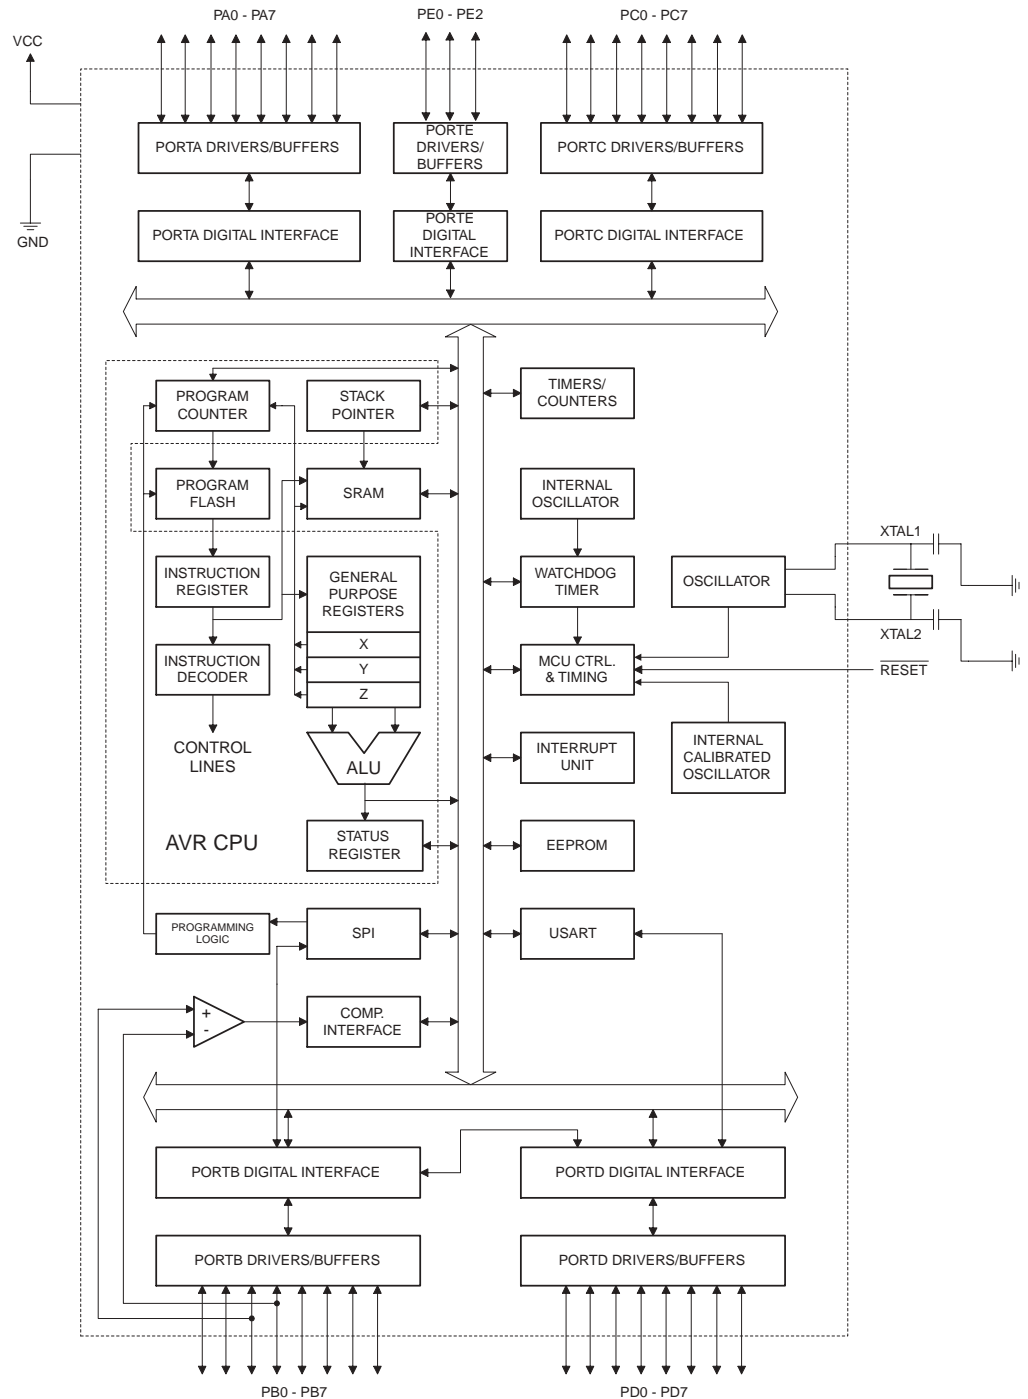 PA0 - PA7
PE0 - PE2
PC0 - PC7
VCC
GND
PORTA DRIVERS/BUFFERS
PORTE
DRIVERS/
BUFFERS
PORTC DRIVERS/BUFFERS
PORTA DIGITAL INTERFACE
PORTE
DIGITAL
INTERFACE
PORTC DIGITAL INTERFACE
PROGRAM
COUNTER
STACK
POINTER
TIMERS/
COUNTERS
PROGRAM
FLASH
SRAM
INTERNAL
OSCILLATOR
XTAL1
INSTRUCTION
REGISTER
GENERAL
PURPOSE
REGISTERS
WATCHDOG
TIMER
OSCILLATOR
XTAL2
X
Y
Z
INSTRUCTION
DECODER
MCU CTRL.
& TIMING
RESET
CONTROL
LINES
ALU
INTERRUPT
UNIT
INTERNAL
CALIBRATED
OSCILLATOR
AVR CPU
STATUS
REGISTER
EEPROM
PROGRAMMING
LOGIC
SPI
USART
+
-
COMP.
INTERFACE
PORTB DIGITAL INTERFACE
PORTD DIGITAL INTERFACE
PORTB DRIVERS/BUFFERS
PORTD DRIVERS/BUFFERS
PB0 - PB7
PD0 - PD7